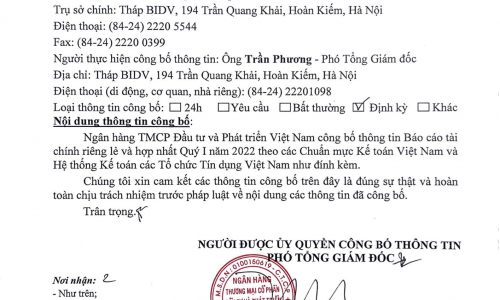 Trụ sở chính: Tháp BIDV, 194 Trần Quang Khải, Hoàn Kiếm, Hà Nội
Điện thoại: (84-24) 2220 5544
Fax: (84-24) 2220 0399
Người thực hiện công bố thông tin: Ông Trần Phương - Phó Tổng Giám đốc
Địa chỉ: Tháp BIDV, 194 Trần Quang Khải, Hoàn Kiếm, Hà Nội
Điện thoại (di động, cơ quan, nhà riêng): (84-24) 22201098
Loại thông tin công bố: ☐ 24h ☐ Yêu cầu ☐ Bất thường ☑ Định kỳ ☐ Khác
Nội dung thông tin công bố:
Ngân hàng TMCP Đầu tư và Phát triển Việt Nam công bố thông tin Báo cáo tài
chính riêng lẻ và hợp nhất Quý I năm 2022 theo các Chuẩn mực Kế toán Việt Nam và
Hệ thống Kế toán các Tổ chức Tín dụng Việt Nam như đính kèm.
Chúng tôi xin cam kết các thông tin công bố trên đây là đúng sự thật và hoàn
toàn chịu trách nhiệm trước pháp luật về nội dung các thông tin đã công bố.
Trân trọng.
NGƯỜI ĐƯỢC ỦY QUYỀN CÔNG BỐ THÔNG TIN
PHÓ TỔNG GIÁM ĐỐC
M.S.D.N:0100150619-C.T.C.P
NGÂN HÀNG
THƯƠNG MẠI CỔ PHẦN
Nơi nhận: 2
- Như trên;